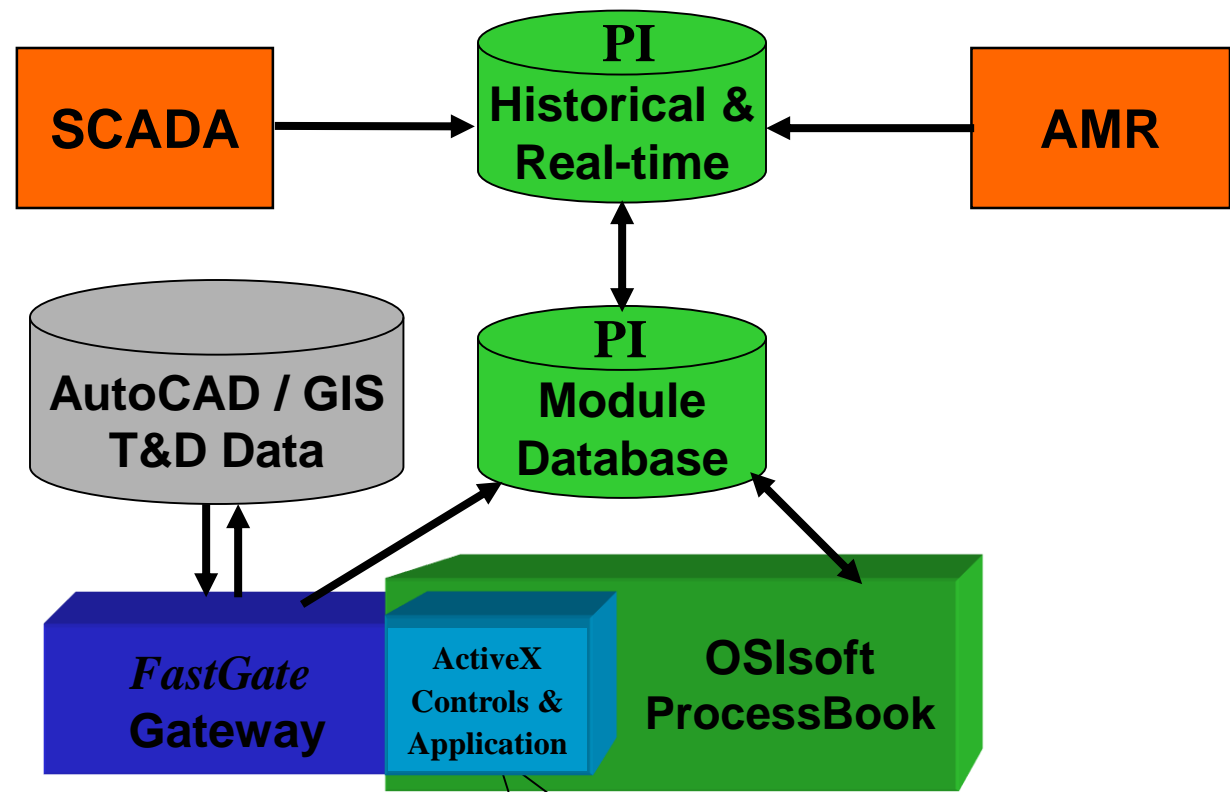 SCADA
PI
Historical &
Real-time
AMR
AutoCAD / GIS
T&D Data
PI
Module
Database
FastGate
Gateway
ActiveX
Controls &
Application
OSIsoft
ProcessBook